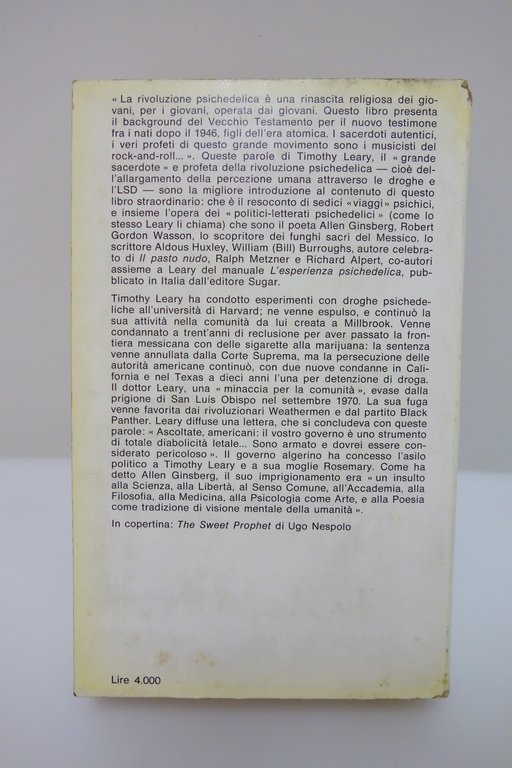 « La rivoluzione psichedelica è una rinascita religiosa dei gio-
vani, per i giovani, operata dai giovani. Questo libro presenta
il background del Vecchio Testamento per il nuovo testimone
fra i nati dopo il 1946, figli dell'era atomica. I sacerdoti autentici,
i veri profeti di questo grande movimento sono i musicisti del
rock-and-roll... ». Queste parole di Timothy Leary, il « grande
sacerdote » e profeta della rivoluzione psichedelica — cioè del-
l'allargamento della percezione umana attraverso le droghe e
l'LSD — sono la migliore introduzione al contenuto di questo
libro straordinario: che è il resoconto di sedici «viaggi» psichici,
e insieme l'opera dei « politici-letterati psichedelici » (come lo
stesso Leary li chiama) che sono il poeta Allen Ginsberg, Robert
Gordon Wasson, lo scopritore dei funghi sacri del Messico, lo
scrittore Aldous Huxley, William (Bill) Burroughs, autore celebra-
to di Il pasto nudo, Ralph Metzner e Richard Alpert, co-autori
assieme a Leary del manuale L'esperienza psichedelica, pub-
blicato in Italia dall'editore Sugar.
Timothy Leary ha condotto esperimenti con droghe psichede-
liche all'università di Harvard; ne venne espulso, e continuò la
sua attività nella comunità da lui creata a Millbrook. Venne
condannato a trent'anni di reclusione per aver passato la fron-
tiera messicana con delle sigarette alla marijuana: la sentenza
venne annullata dalla Corte Suprema, ma la persecuzione delle
autorità americane continuò, con due nuove condanne in Cali-
fornia e nel Texas a dieci anni l'una per detenzione di droga.
Il dottor Leary, una « minaccia per la comunità », evase dalla
prigione di San Luis Obispo nel settembre 1970. La sua fuga
venne favorita dai rivoluzionari Weathermen e dal partito Black
Panther. Leary diffuse una lettera, che si concludeva con queste
parole: « Ascoltate, americani: il vostro governo è uno strumento
di totale diabolicità letale... Sono armato e dovrei essere con-
siderato pericoloso ». Il governo algerino ha concesso l'asilo
politico a Timothy Leary e a sua moglie Rosemary. Come ha
detto Allen Ginsberg, il suo imprigionamento era « un insulto
alla Scienza, alla Libertà, al Senso Comune, all'Accademia, alla
Filosofia, alla Medicina, alla Psicologia come Arte, e alla Poesia
come tradizione di visione mentale della umanità ».
In copertina: The Sweet Prophet di Ugo Nespolo
Lire 4.000